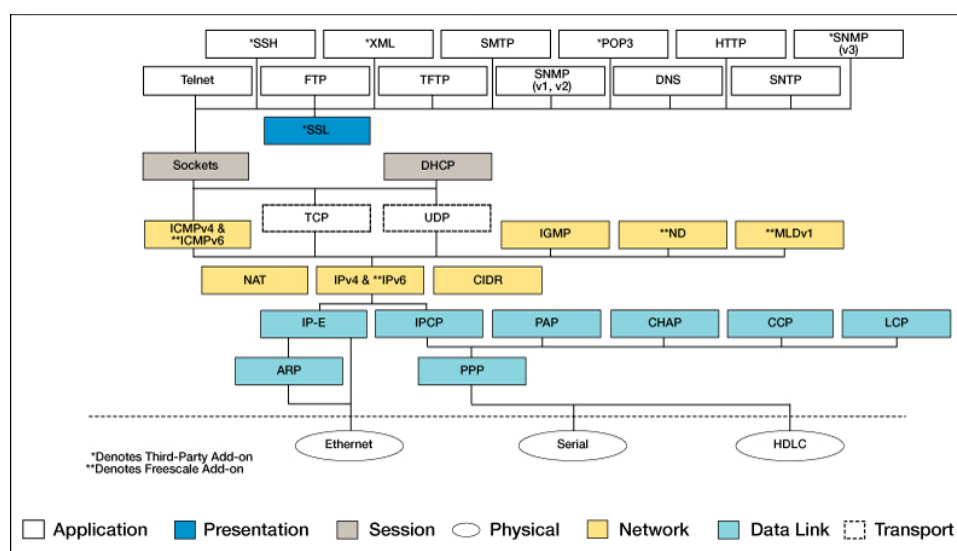 *SSH
*XML
SMTP
*POP3
HTTP
*SNMP
(v3)
Telnet
FTP
TFTP
SNMP
(v1, v2)
DNS
SNTP
*SSL
Sockets
DHCP
TCP
UDP
ICMPv4 &
**ICMPv6
IGMP
**ND
**MLDv1
NAT
IPv4 & **IPv6
CIDR
IP-E
IPCP
PAP
CHAP
CCP
LCP
ARP
PPP
Ethernet
Serial
HDLC
*Denotes Third-Party Add-on
**Denotes Freescale Add-on
Application
Presentation
Session
Physical
Network
Data Link
Transport